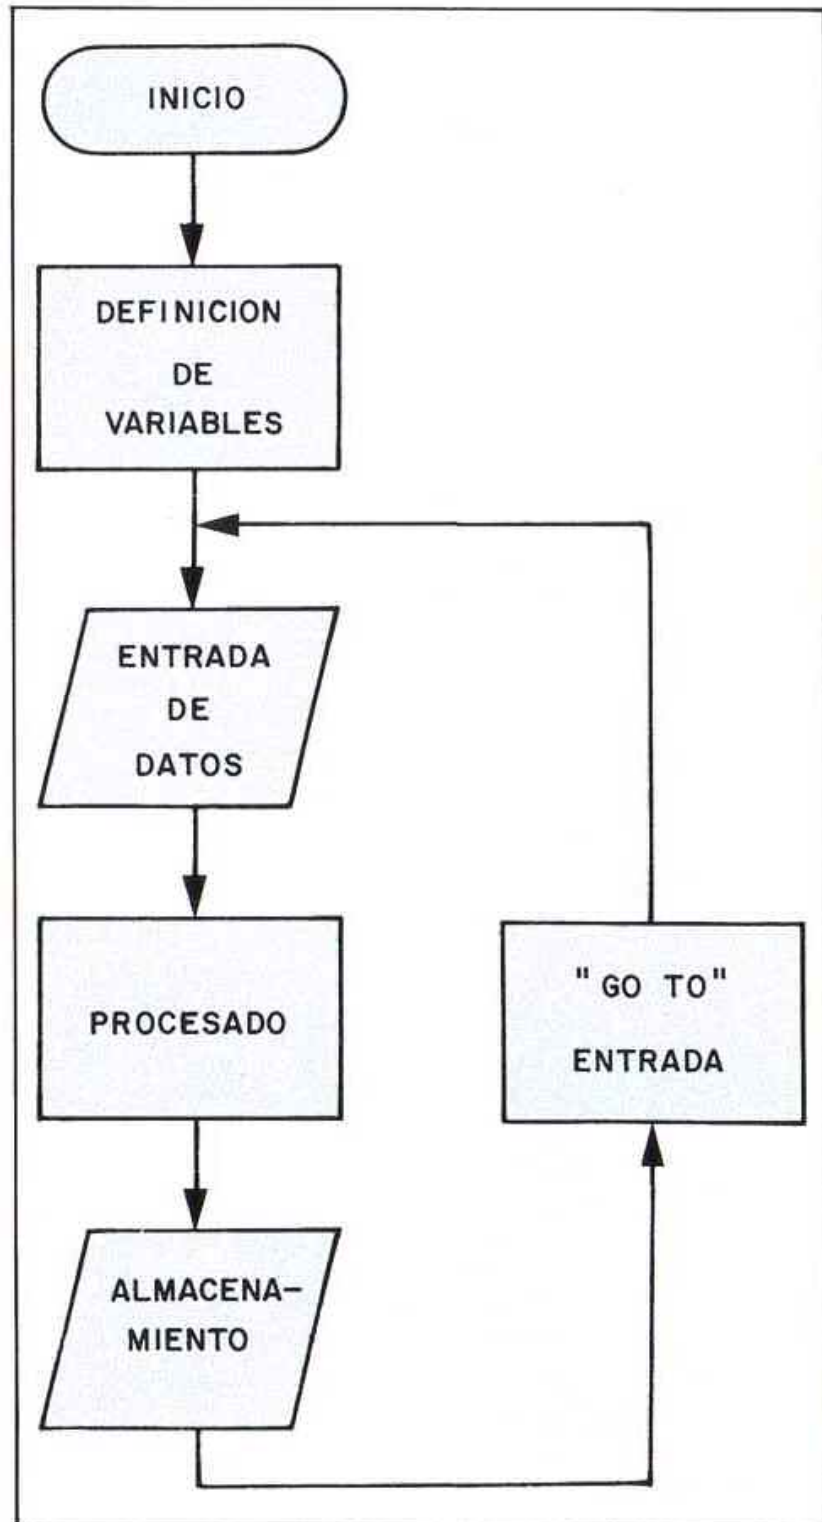 INICIO
DEFINICION
DE
VARIABLES
ENTRADA
DE
DATOS
PROCESADO
"GO TO"
ENTRADA
ALMACENA-
MIENTO